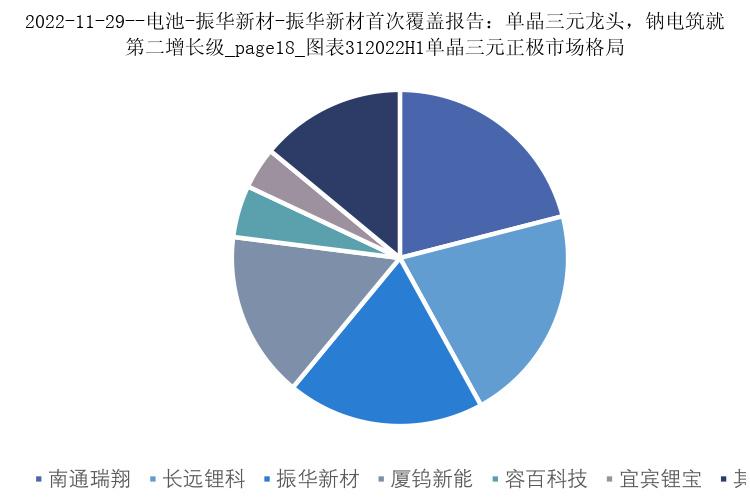 2022-11-29--电池-振华新材-振华新材首次覆盖报告：单晶三元龙头，钠电筑就
第二增长级_page18_图表312022H1单晶三元正极市场格局
南通瑞翔 长远锂科 振华新材 厦钨新能 容百科技 宜宾锂宝